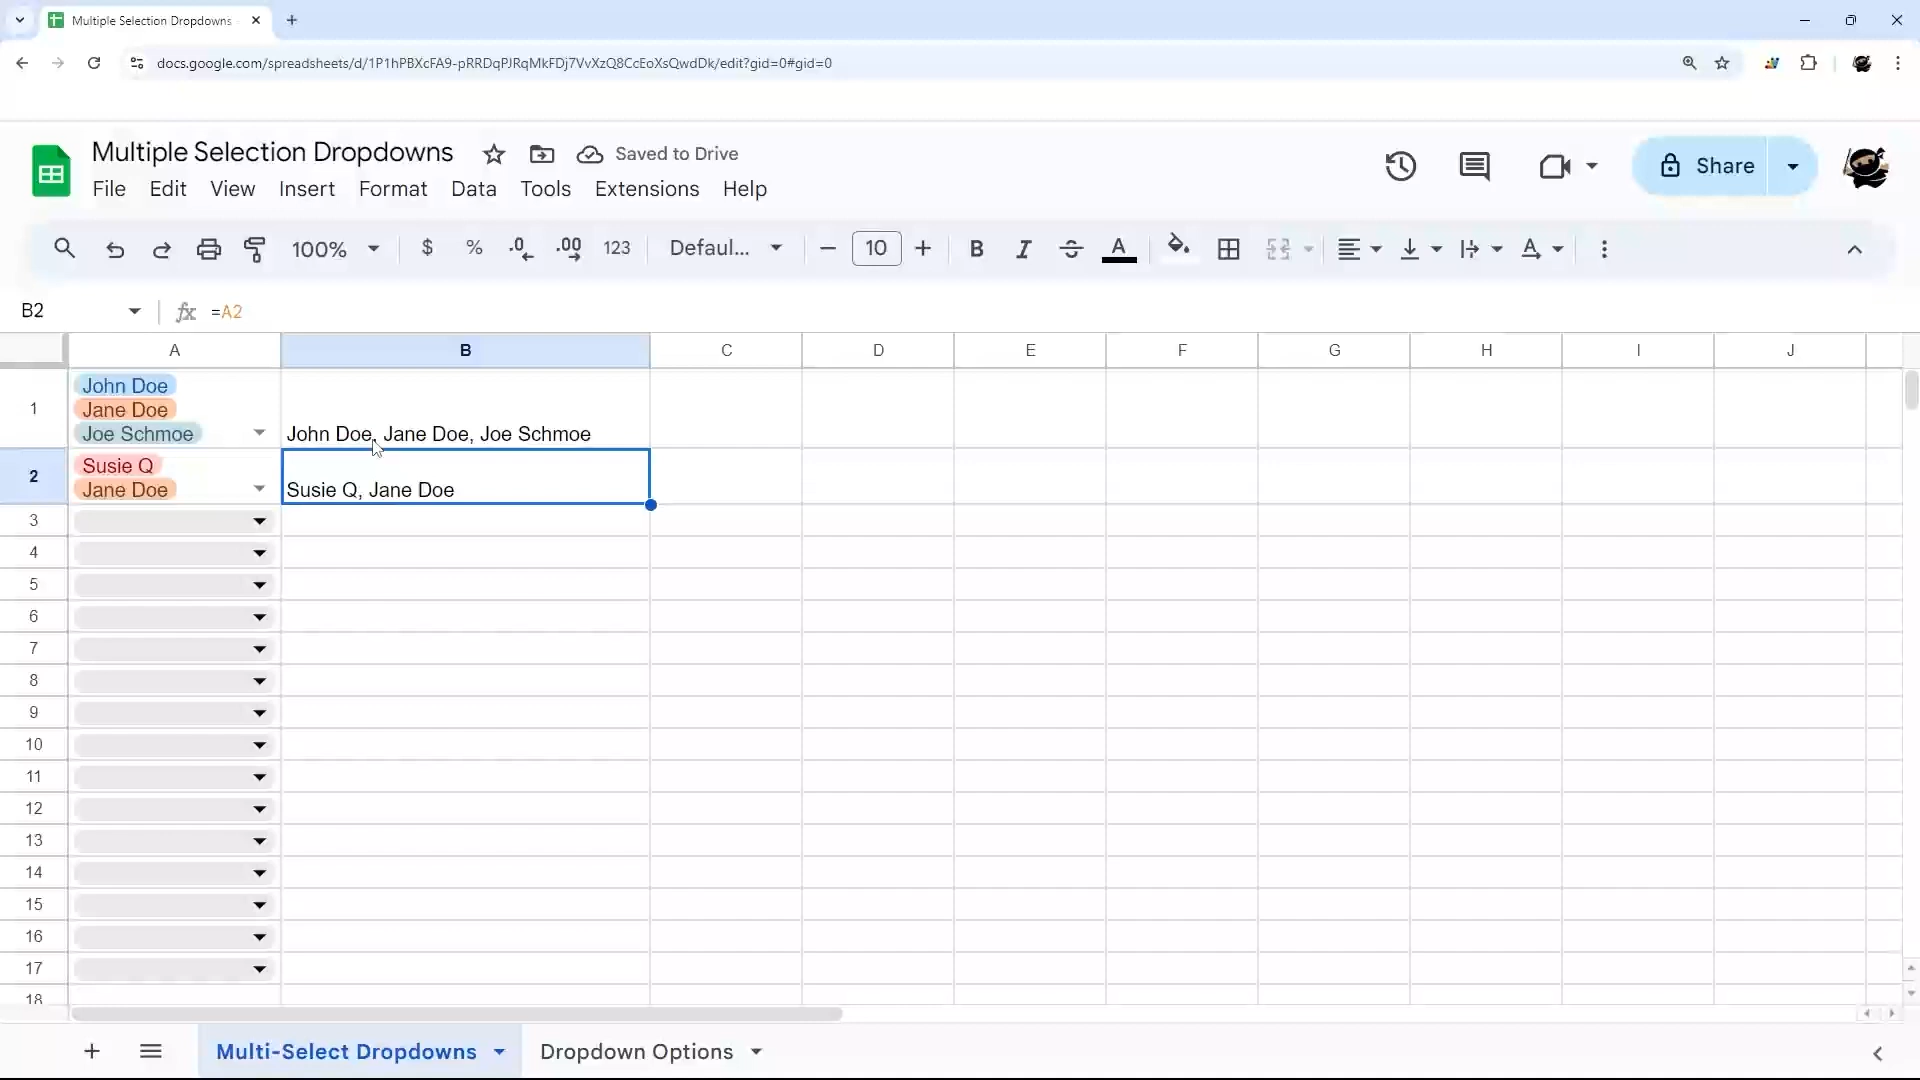 Multiple Selection Dropdowns
docs.google.com/spreadsheets/d/1P1hPBXcFA9-pRRDqPJRqMkFDj7VvXzQ8CcEoXsQwdDk/edit?gid=0#gid=0
Multiple Selection Dropdowns Saved to Drive
Share
File Edit View Insert Format Data Tools Extensions Help
100% $ % .0 .00 123 Defaul... 10 B I A A
B2 fx =A2
A B C D E F G H I J
1 John Doe
Jane Doe
Joe Schmoe John Doe, Jane Doe, Joe Schmoe
2 Susie Q
Jane Doe Susie Q, Jane Doe
3
4
5
6
7
8
9
10
11
12
13
14
15
16
17
18
Multi-Select Dropdowns Dropdown Options